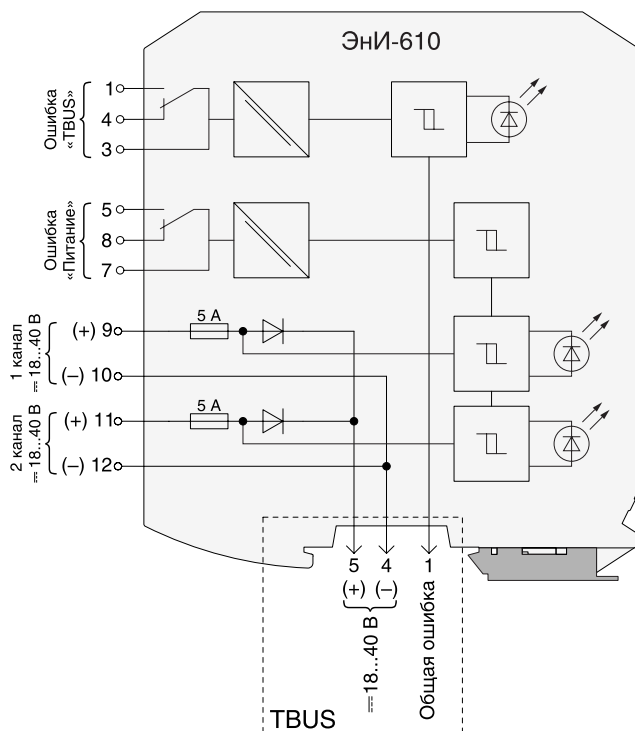 ЭнИ-610
Ошибка
«TBUS»
1
4
3
Ошибка
«Питание»
5
8
7
1 канал
⎓18...40 В
(+) 9
5 А
(–) 10
2 канал
⎓18...40 В
(+) 11
5 А
(–) 12
5
4
1
(+)
(–)
⎓18...40 В
Общая ошибка
TBUS